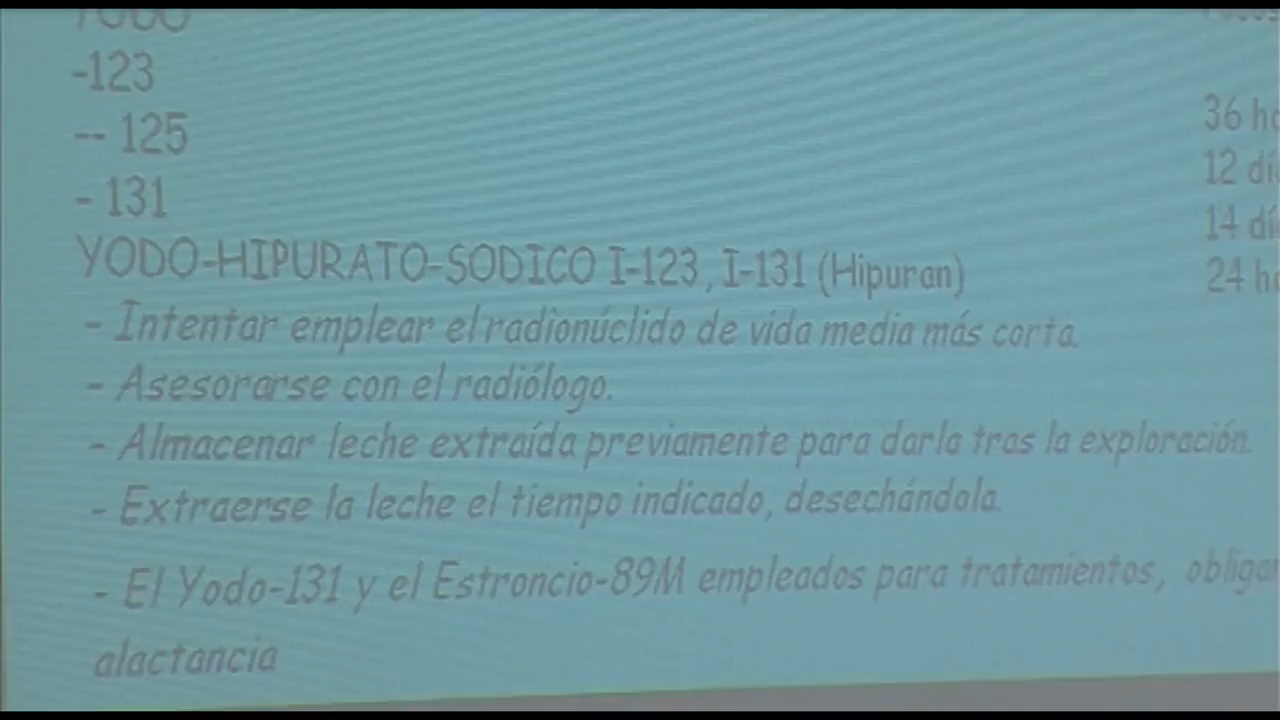 YODO
-123
-- 125 36
- 131 12
YODO-HIPURATO-SODICO I-123, I-131 (Hipuran) 14
24
- Intentar emplear el radionúclido de vida media más corta.
- Asesorarse con el radiólogo.
- Almacenar leche extraída previamente para darla tras la exploración.
- Extraerse la leche el tiempo indicado, desechándola.
- El Yodo-131 y el Estroncio-89M empleados para tratamientos,
alactancia